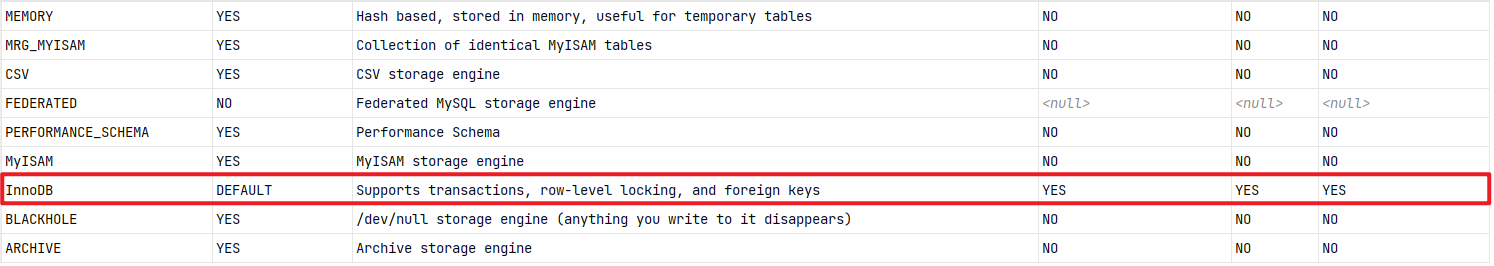 MEMORY YES Hash based, stored in memory, useful for temporary tables NO NO NO
MRG_MYISAM YES Collection of identical MyISAM tables NO NO NO
CSV YES CSV storage engine NO NO NO
FEDERATED NO Federated MySQL storage engine <null> <null> <null>
PERFORMANCE_SCHEMA YES Performance Schema NO NO NO
MyISAM YES MyISAM storage engine NO NO NO
InnoDB DEFAULT Supports transactions, row-level locking, and foreign keys YES YES YES
BLACKHOLE YES /dev/null storage engine (anything you write to it disappears) NO NO NO
ARCHIVE YES Archive storage engine NO NO NO